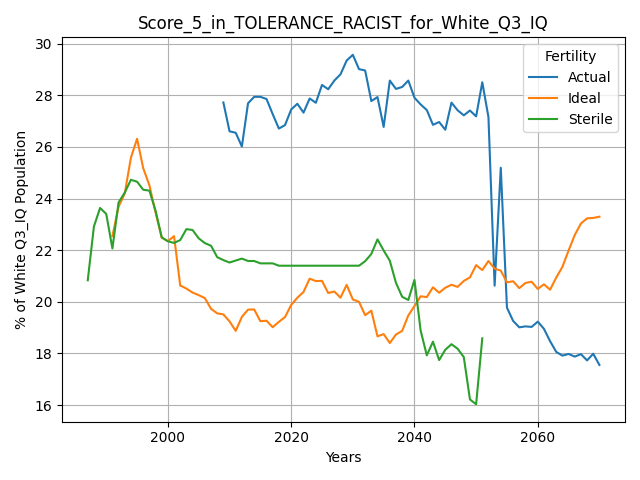 Score_5_in_TOLERANCE_RACIST_for_White_Q3_IQ
Fertility
Actual
Ideal
Sterile
% of White Q3_IQ Population
30
28
26
24
22
20
18
16
2000 2020 2040 2060
Years